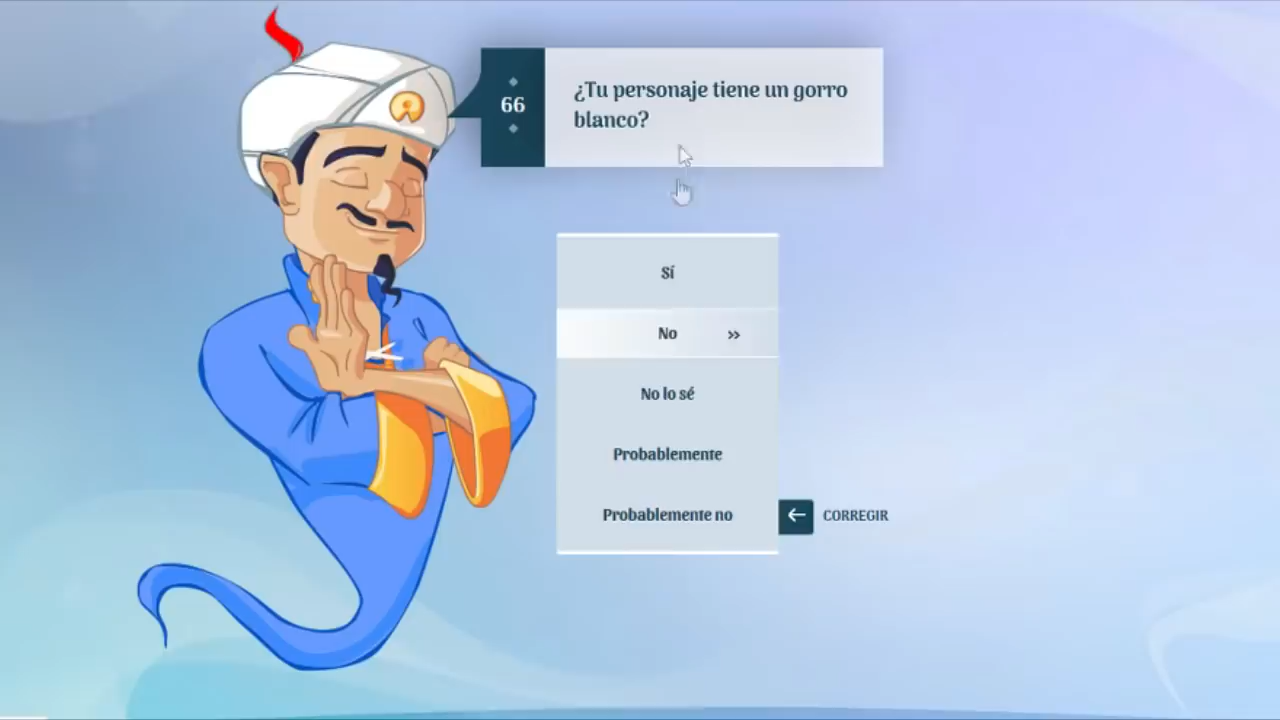 66
¿Tu personaje tiene un gorro
blanco?
Sí
No »
No lo sé
Probablemente
Probablemente no
CORREGIR